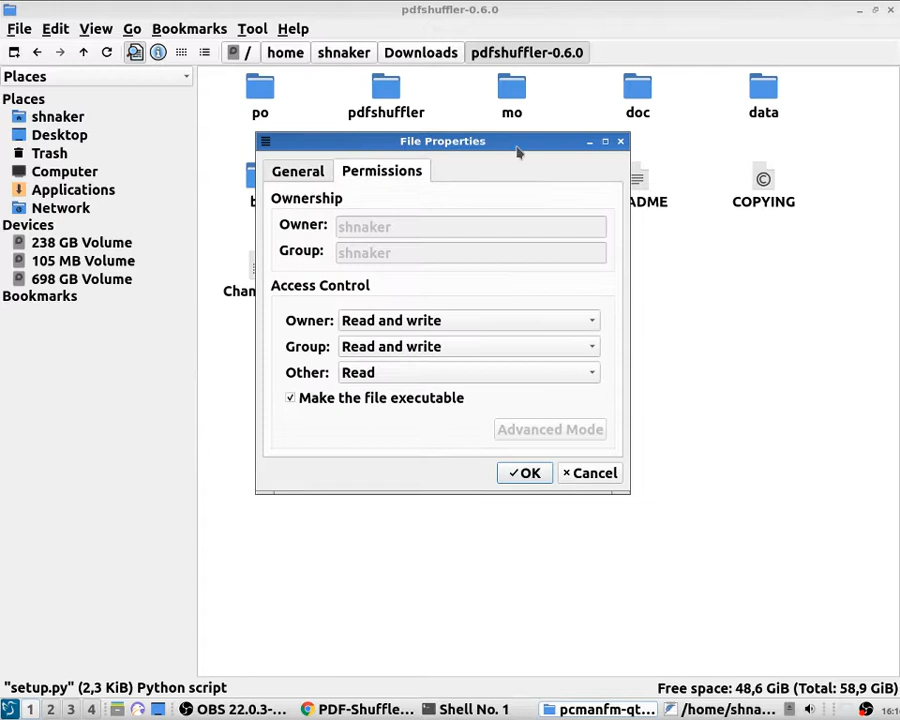 pdfshuffler-0.6.0
File Edit View Go Bookmarks Tool Help
/ home shnaker Downloads pdfshuffler-0.6.0
Places
Places
shnaker
Desktop
Trash
Computer
Applications
Network
Devices
238 GB Volume
105 MB Volume
698 GB Volume
Bookmarks
po pdfshuffler mo doc data
COPYING
File Properties
General Permissions
Ownership
Owner: shnaker
Group: shnaker
Access Control
Owner: Read and write
Group: Read and write
Other: Read
Make the file executable
Advanced Mode
OK Cancel
"setup.py" (2,3 KiB) Python script
Free space: 48,6 GiB (Total: 58,9 GiB)
1 2 3 4 OBS 22.0.3-... PDF-Shuffle... Shell No. 1 pcmanfm-qt... /home/shna...